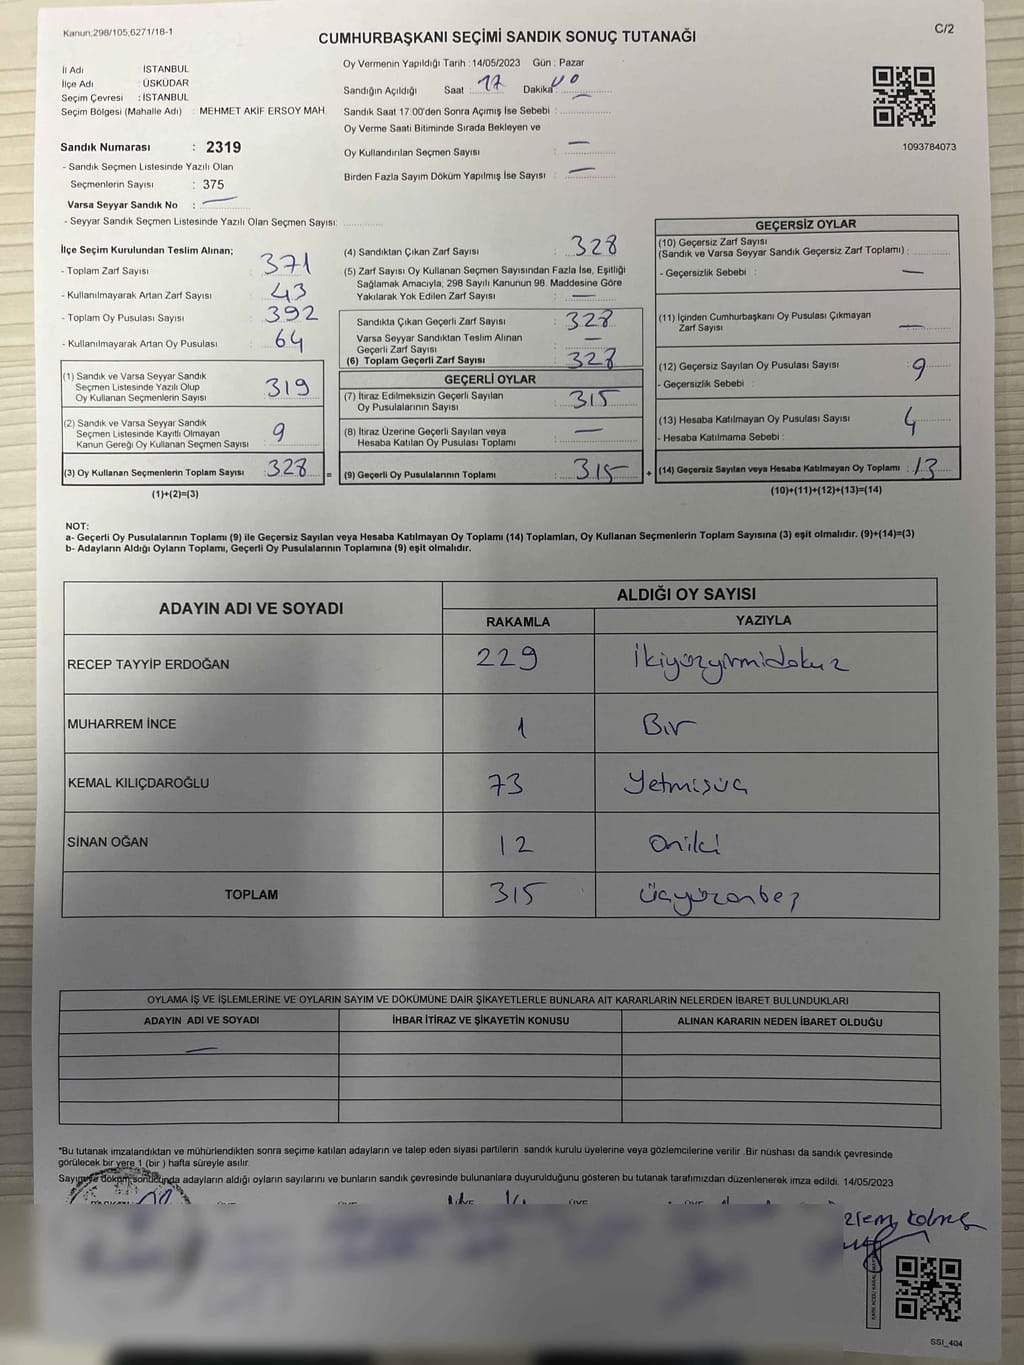 Kanun,298/105,6271/18-1
C/2
CUMHURBAŞKANI SEÇİMİ SANDIK SONUÇ TUTANAĞI
İl Adı : İSTANBUL
İlçe Adı : ÜSKÜDAR
Seçim Çevresi : İSTANBUL
Seçim Bölgesi (Mahalle Adı) : MEHMET AKİF ERSOY MAH.
Sandık Numarası : 2319
- Sandık Seçmen Listesinde Yazılı Olan
Seçmenlerin Sayısı : 375
Varsa Seyyar Sandık No : —
- Seyyar Sandık Seçmen Listesinde Yazılı Olan Seçmen Sayısı:
Oy Vermenin Yapıldığı Tarih : 14/05/2023 Gün : Pazar
Sandığın Açıldığı Saat : 17 Dakika : 00
Sandık Saat 17:00'den Sonra Açımış İse Sebebi :
Oy Verme Saati Bitiminde Sırada Bekleyen ve
Oy Kullandırılan Seçmen Sayısı : —
Birden Fazla Sayım Döküm Yapılmış İse Sayısı : —
1093784073
İlçe Seçim Kurulundan Teslim Alınan;
- Toplam Zarf Sayısı : 371
- Kullanılmayarak Artan Zarf Sayısı : 43
- Toplam Oy Pusulası Sayısı : 392
- Kullanılmayarak Artan Oy Pusulası : 64
(1) Sandık ve Varsa Seyyar Sandık
Seçmen Listesinde Yazılı Olup
Oy Kullanan Seçmenlerin Sayısı : 319
(2) Sandık ve Varsa Seyyar Sandık
Seçmen Listesinde Kayıtlı Olmayan
Kanun Gereği Oy Kullanan Seçmen Sayısı : 9
(3) Oy Kullanan Seçmenlerin Toplam Sayısı : 328 =
(1)+(2)=(3)
(4) Sandıktan Çıkan Zarf Sayısı : 328
(5) Zarf Sayısı Oy Kullanan Seçmen Sayısından Fazla İse, Eşitliği
Sağlamak Amacıyla; 298 Sayılı Kanunun 98. Maddesine Göre
Yakılarak Yok Edilen Zarf Sayısı : —
Sandıkta Çıkan Geçerli Zarf Sayısı : 328
Varsa Seyyar Sandıktan Teslim Alınan
Geçerli Zarf Sayısı : —
(6) Toplam Geçerli Zarf Sayısı : 328
GEÇERLİ OYLAR
(7) İtiraz Edilmeksizin Geçerli Sayılan
Oy Pusulalarının Sayısı : 315
(8) İtiraz Üzerine Geçerli Sayılan veya
Hesaba Katılan Oy Pusulası Toplamı : —
(9) Geçerli Oy Pusulalarının Toplamı : 315 +
GEÇERSİZ OYLAR
(10) Geçersiz Zarf Sayısı
(Sandık ve Varsa Seyyar Sandık Geçersiz Zarf Toplamı) :
- Geçersizlik Sebebi : —
(11) İçinden Cumhurbaşkanı Oy Pusulası Çıkmayan
Zarf Sayısı : —
(12) Geçersiz Sayılan Oy Pusulası Sayısı : 9
- Geçersizlik Sebebi :
(13) Hesaba Katılmayan Oy Pusulası Sayısı : 4
- Hesaba Katılmama Sebebi :
(14) Geçersiz Sayılan veya Hesaba Katılmayan Oy Toplamı : 13
(10)+(11)+(12)+(13)=(14)
NOT:
a- Geçerli Oy Pusulalarının Toplamı (9) ile Geçersiz Sayılan veya Hesaba Katılmayan Oy Toplamı (14) Toplamları, Oy Kullanan Seçmenlerin Toplam Sayısına (3) eşit olmalıdır. (9)+(14)=(3)
b- Adayların Aldığı Oyların Toplamı, Geçerli Oy Pusulalarının Toplamına (9) eşit olmalıdır.
ADAYIN ADI VE SOYADI ALDIĞI OY SAYISI
RAKAMLA YAZIYLA
RECEP TAYYİP ERDOĞAN 229 İkiyüzyirmidokuz
MUHARREM İNCE 1 Bir
KEMAL KILIÇDAROĞLU 73 Yetmişüç
SİNAN OĞAN 12 oniki
TOPLAM 315 üçyüzonbeş
OYLAMA İŞ VE İŞLEMLERİNE VE OYLARIN SAYIM VE DÖKÜMÜNE DAİR ŞİKAYETLERLE BUNLARA AİT KARARLARIN NELERDEN İBARET BULUNDUKLARI
ADAYIN ADI VE SOYADI İHBAR İTİRAZ VE ŞİKAYETİN KONUSU ALINAN KARARIN NEDEN İBARET OLDUĞU
—
*Bu tutanak imzalandıktan ve mühürlendikten sonra seçime katılan adayların ve talep eden siyasi partilerin sandık kurulu üyelerine veya gözlemcilerine verilir .Bir nüshası da sandık çevresinde
görülecek bir yere 1 (bir ) hafta süreyle asılır.
Sayım ve döküm sonucunda adayların aldığı oyların sayılarını ve bunların sandık çevresinde bulunanlara duyurulduğunu gösteren bu tutanak tarafımızdan düzenlenerek imza edildi. 14/05/2023
SSI_404